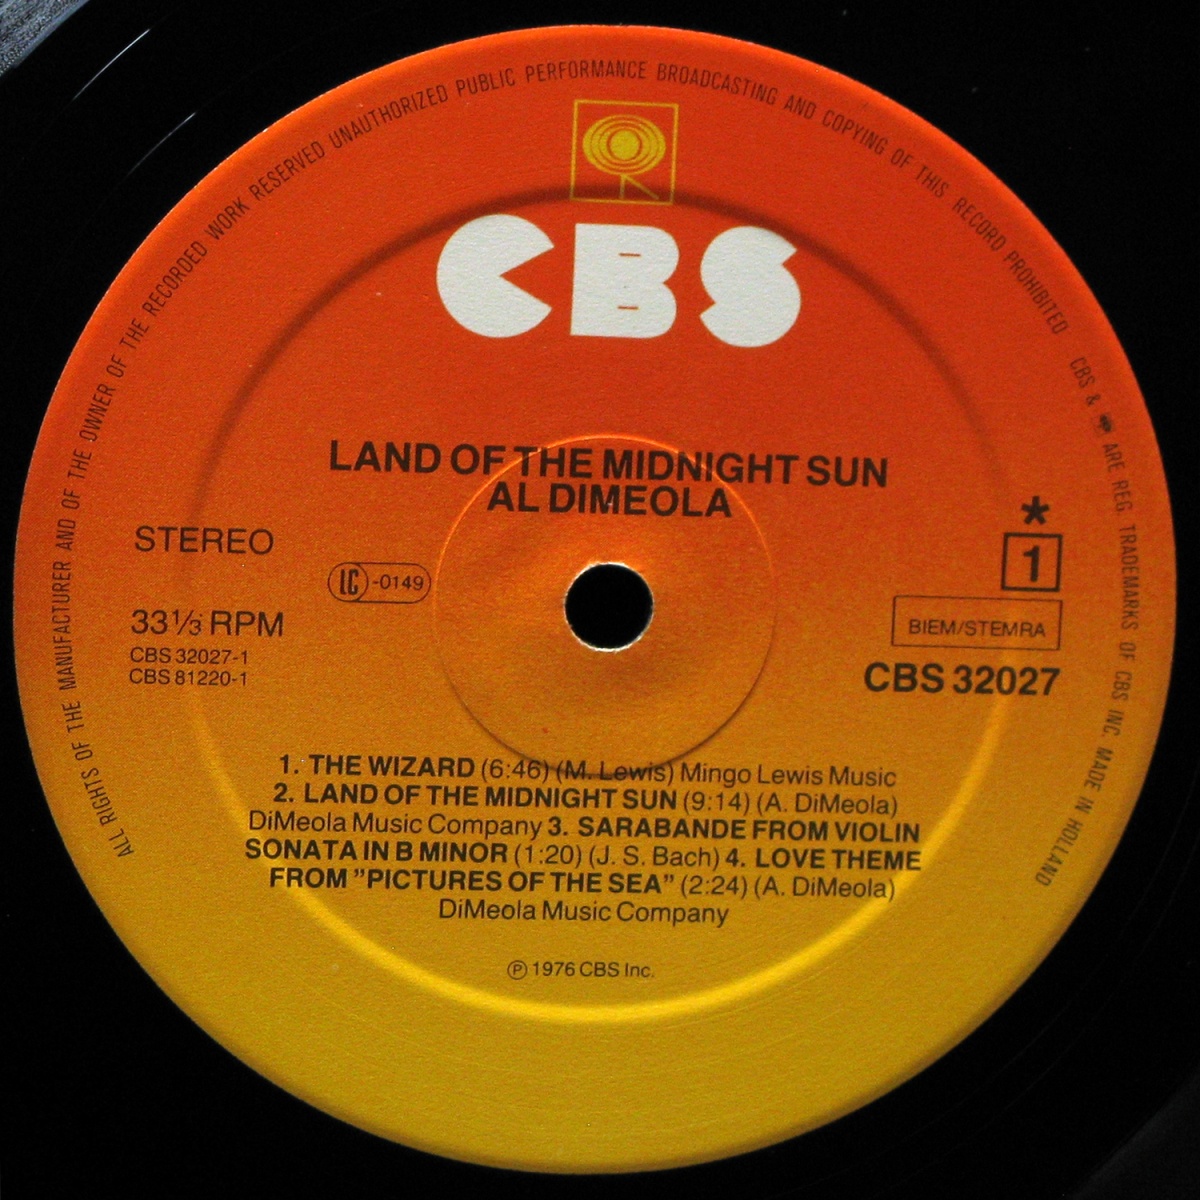 ALL RIGHTS OF THE MANUFACTURER AND OF THE OWNER OF THE RECORDED WORK RESERVED UNAUTHORIZED PUBLIC PERFORMANCE BROADCASTING AND COPYING OF THIS RECORD PROHIBITED CBS & ARE REG. TRADEMARKS OF CBS INC. MADE IN HOLLAND
CBS
LAND OF THE MIDNIGHT SUN
AL DIMEOLA
STEREO
LC-0149
33⅓ RPM
CBS 32027-1
CBS 81220-1
*
1
BIEM/STEMRA
CBS 32027
1. THE WIZARD (6:46) (M. Lewis) Mingo Lewis Music
2. LAND OF THE MIDNIGHT SUN (9:14) (A. DiMeola)
DiMeola Music Company 3. SARABANDE FROM VIOLIN
SONATA IN B MINOR (1:20) (J. S. Bach) 4. LOVE THEME
FROM ”PICTURES OF THE SEA” (2:24) (A. DiMeola)
DiMeola Music Company
℗ 1976 CBS Inc.